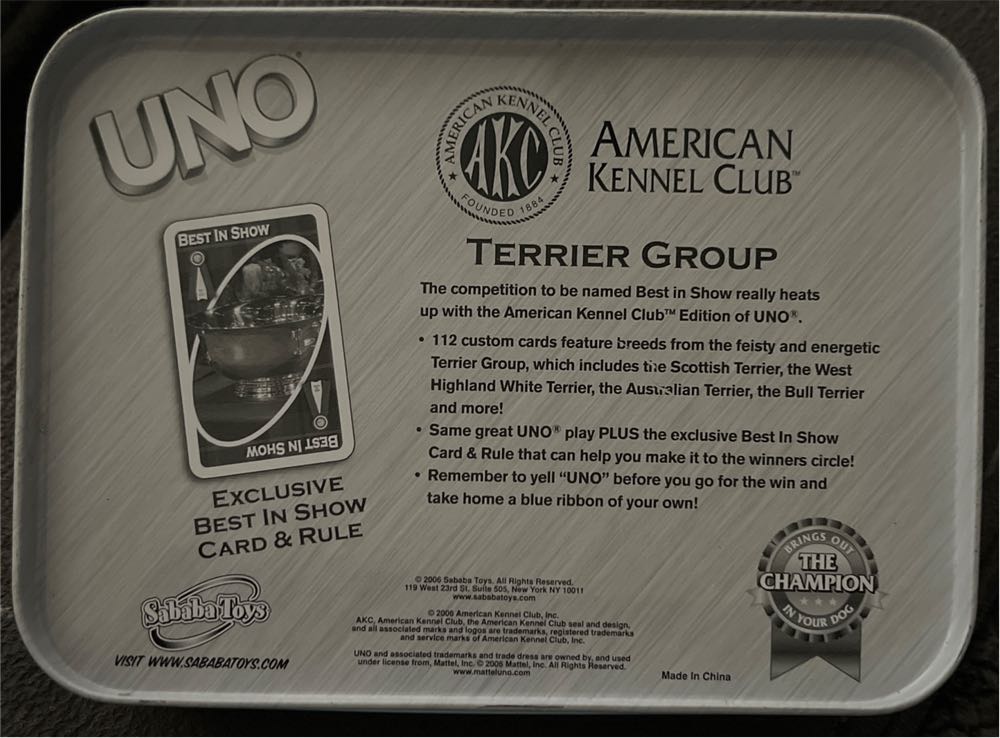 UNO®
AMERICAN KENNEL CLUB
AKC
FOUNDED 1884
AMERICAN
KENNEL CLUB™
TERRIER GROUP
BEST IN SHOW
BEST IN SHOW
EXCLUSIVE
BEST IN SHOW
CARD & RULE
The competition to be named Best in Show really heats
up with the American Kennel Club™ Edition of UNO®.
• 112 custom cards feature breeds from the feisty and energetic
Terrier Group, which includes the Scottish Terrier, the West
Highland White Terrier, the Australian Terrier, the Bull Terrier
and more!
• Same great UNO® play PLUS the exclusive Best In Show
Card & Rule that can help you make it to the winners circle!
• Remember to yell “UNO” before you go for the win and
take home a blue ribbon of your own!
BRINGS OUT
THE
CHAMPION
IN YOUR DOG
Sababa Toys
VISIT WWW.SABABATOYS.COM
© 2006 Sababa Toys. All Rights Reserved.
119 West 23rd St. Suite 505, New York NY 10011
www.sababatoys.com
© 2006 American Kennel Club, Inc.
AKC, American Kennel Club, the American Kennel Club seal and design,
and all associated marks and logos are trademarks, registered trademarks
and service marks of American Kennel Club, Inc.
UNO and associated trademarks and trade dress are owned by, and used
under license from, Mattel, Inc. © 2006 Mattel, Inc. All Rights Reserved.
www.matteluno.com
Made In China